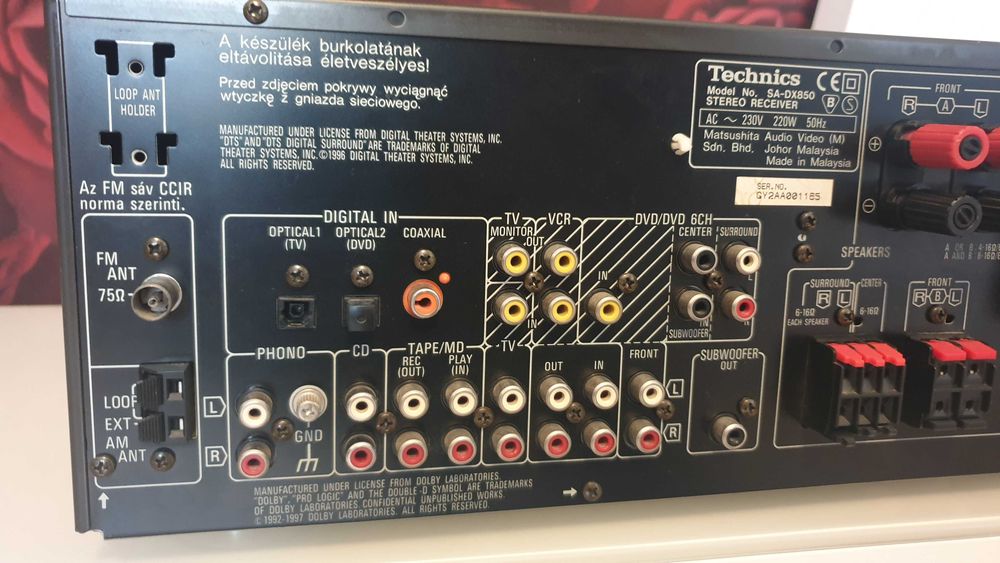 LOOP ANT
HOLDER
A készülék burkolatának
eltávolitása életveszélyes!
Przed zdjęciem pokrywy wyciągnąć
wtyczkę z gniazda sieciowego.
MANUFACTURED UNDER LICENSE FROM DIGITAL THEATER SYSTEMS, INC.
"DTS" AND "DTS DIGITAL SURROUND" ARE TRADEMARKS OF DIGITAL
THEATER SYSTEMS, INC. ©1996 DIGITAL THEATER SYSTEMS, INC.
ALL RIGHTS RESERVED.
Technics CE
Model No. SA-DX850 B S
STEREO RECEIVER
AC ~ 230V 220W 50Hz
Matsushita Audio Video (M)
Sdn. Bhd. Johor Malaysia
Made in Malaysia
SER.NO.
GY2AA001165
FRONT
R A L
+
−
SPEAKERS
Az FM sáv CCIR
norma szerinti.
FM
ANT
75Ω
LOOP
EXT
AM
ANT
DIGITAL IN
OPTICAL1
(TV)
OPTICAL2
(DVD)
COAXIAL
TV
MONITOR
OUT
VCR
IN
DVD/DVD 6CH
IN
CENTER
SURROUND
L
IN
SUBWOOFER
R
IN
SURROUND
R L
CENTER
6-16Ω
EACH SPEAKER
6-16Ω
FRONT
R B L
PHONO
GND
CD
TAPE/MD
REC
(OUT)
PLAY
(IN)
TV
OUT
IN
FRONT
L
R
L
R
SUBWOOFER
OUT
MANUFACTURED UNDER LICENSE FROM DOLBY LABORATORIES.
"DOLBY", "PRO LOGIC" AND THE DOUBLE-D SYMBOL ARE TRADEMARKS
OF DOLBY LABORATORIES. CONFIDENTIAL UNPUBLISHED WORKS.
© 1992-1997 DOLBY LABORATORIES. ALL RIGHTS RESERVED.